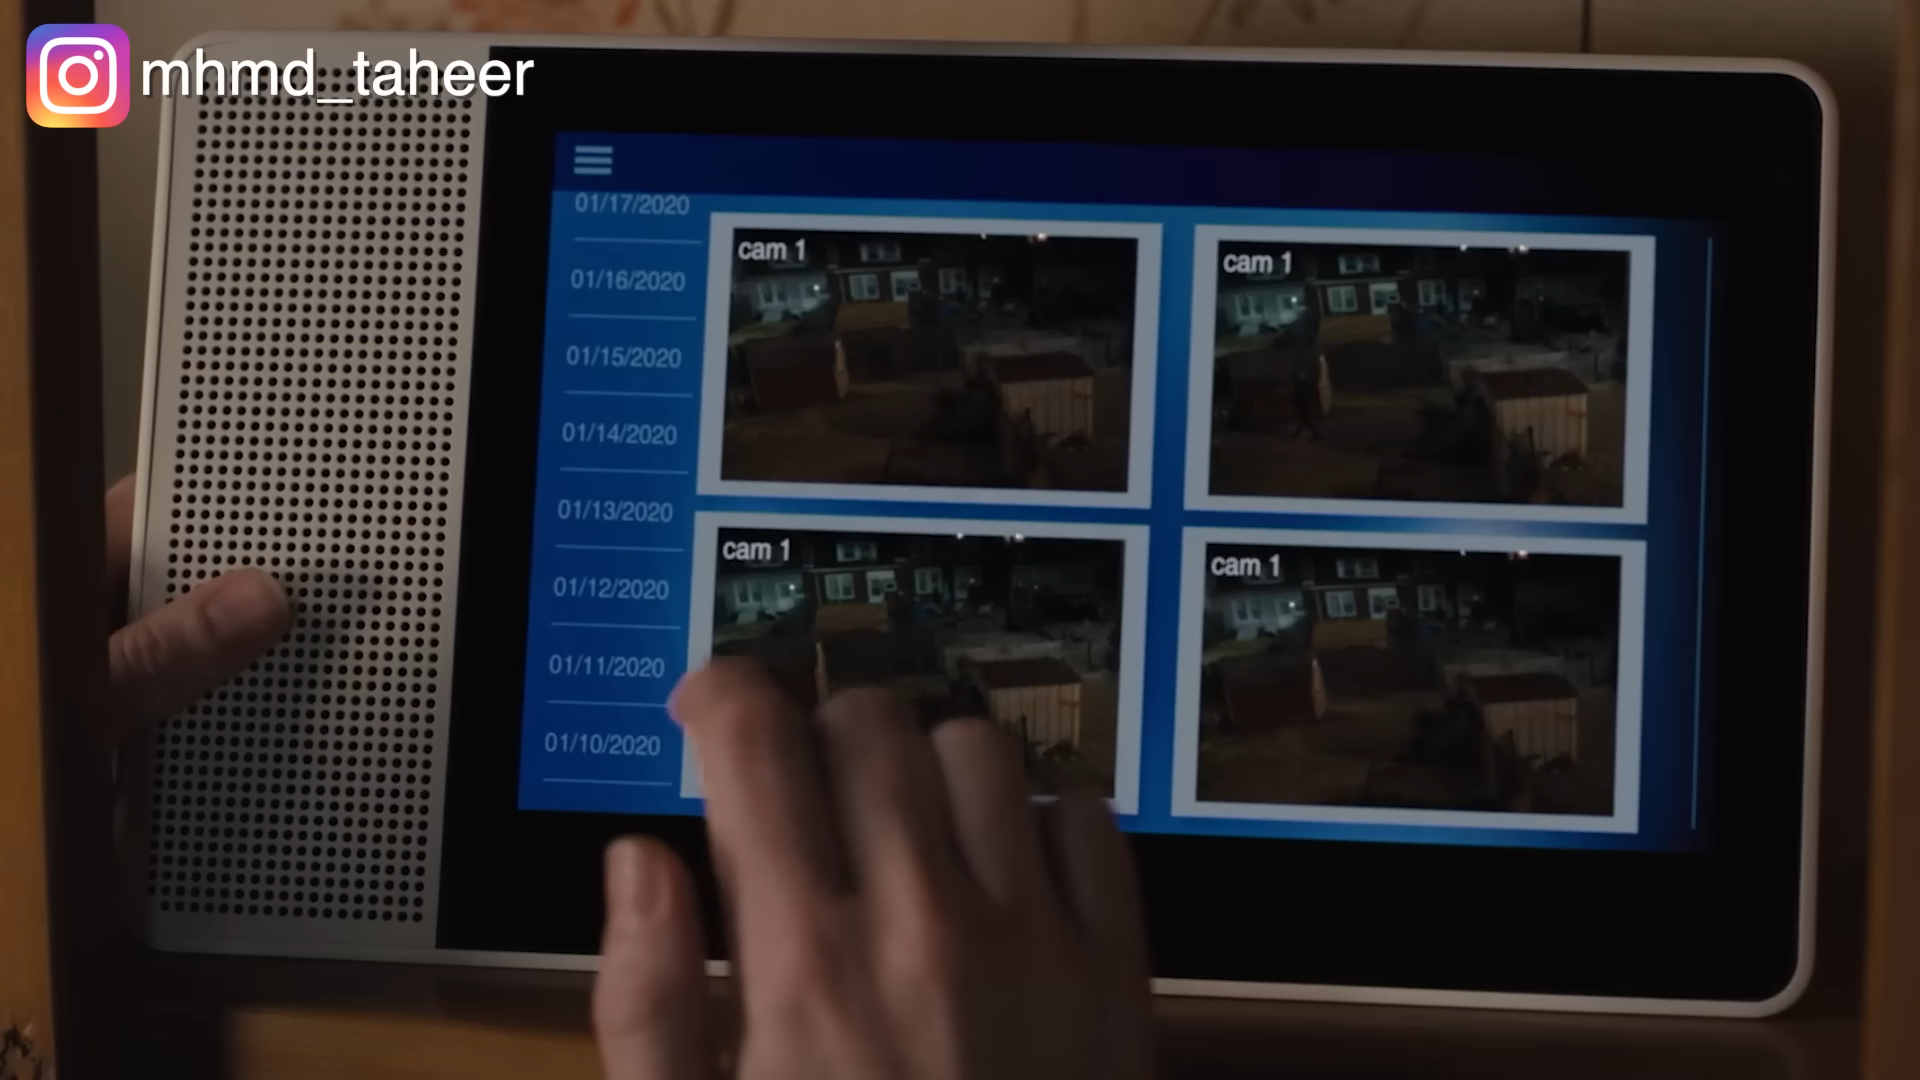 mhmd_taheer
01/17/2020
01/16/2020
01/15/2020
01/14/2020
01/13/2020
01/12/2020
01/11/2020
01/10/2020
cam 1
cam 1
cam 1
cam 1